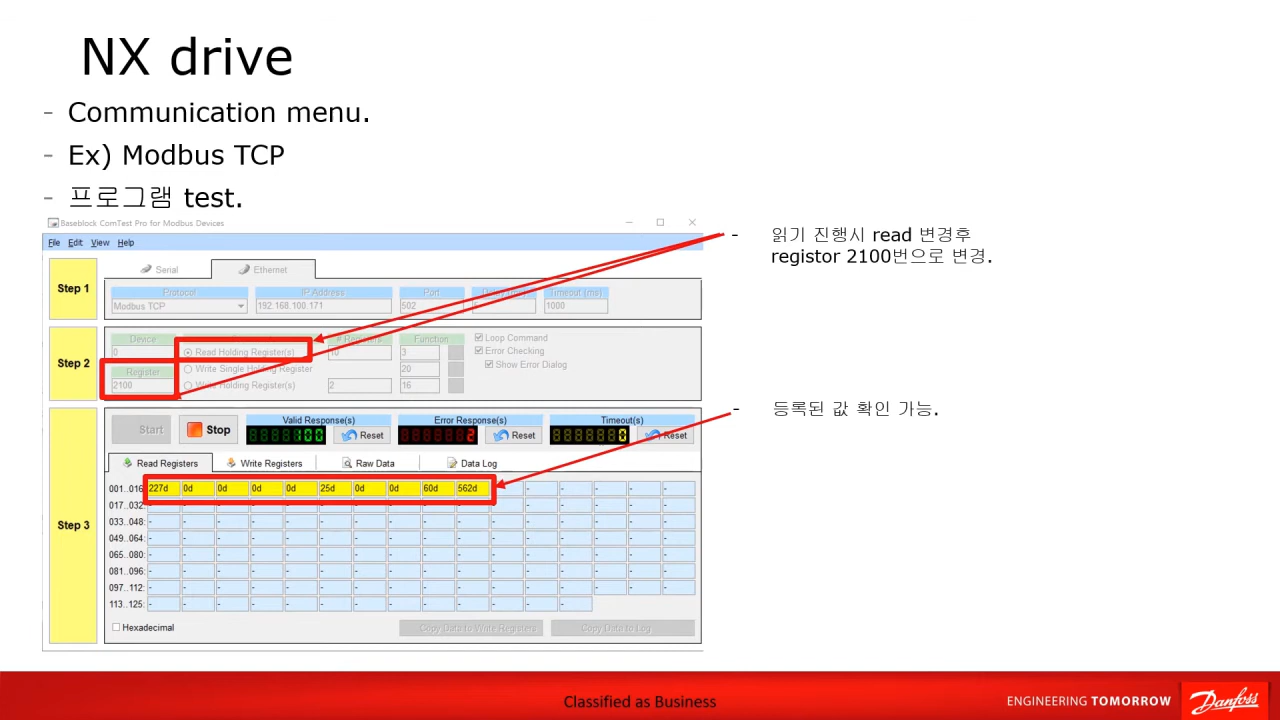 NX drive
- Communication menu.
- Ex) Modbus TCP
- 프로그램 test.
Baseblock ComTest Pro for Modbus Devices
File Edit View Help
Step 1
Serial Ethernet
Protocol IP Address Port Timeout (ms)
Modbus TCP 192.168.100.171 502 1000
Step 2
Device # Registers Function
0 Read Holding Register(s) 10 3
Register Write Single Holding Register 20
2100 Write Holding Register(s) 2 16
Loop Command
Error Checking
Show Error Dialog
Step 3
Start Stop
Valid Response(s) Error Response(s) Timeout(s)
100 Reset 2 Reset 0 Reset
Read Registers Write Registers Raw Data Data Log
001..016: 227d 0d 0d 0d 0d 25d 0d 0d 60d 562d - - - - -
017..032: - - - - - - - - - - - - - - - -
033..048: - - - - - - - - - - - - - - - -
049..064: - - - - - - - - - - - - - - - -
065..080: - - - - - - - - - - - - - - - -
081..096: - - - - - - - - - - - - - - - -
097..112: - - - - - - - - - - - - - - - -
113..125: - - - - - - - - - - - - -
Hexadecimal Copy Data to Write Registers Copy Data to Log
- 읽기 진행시 read 변경후
registor 2100번으로 변경.
- 등록된 값 확인 가능.
Classified as Business
ENGINEERING TOMORROW
Danfoss